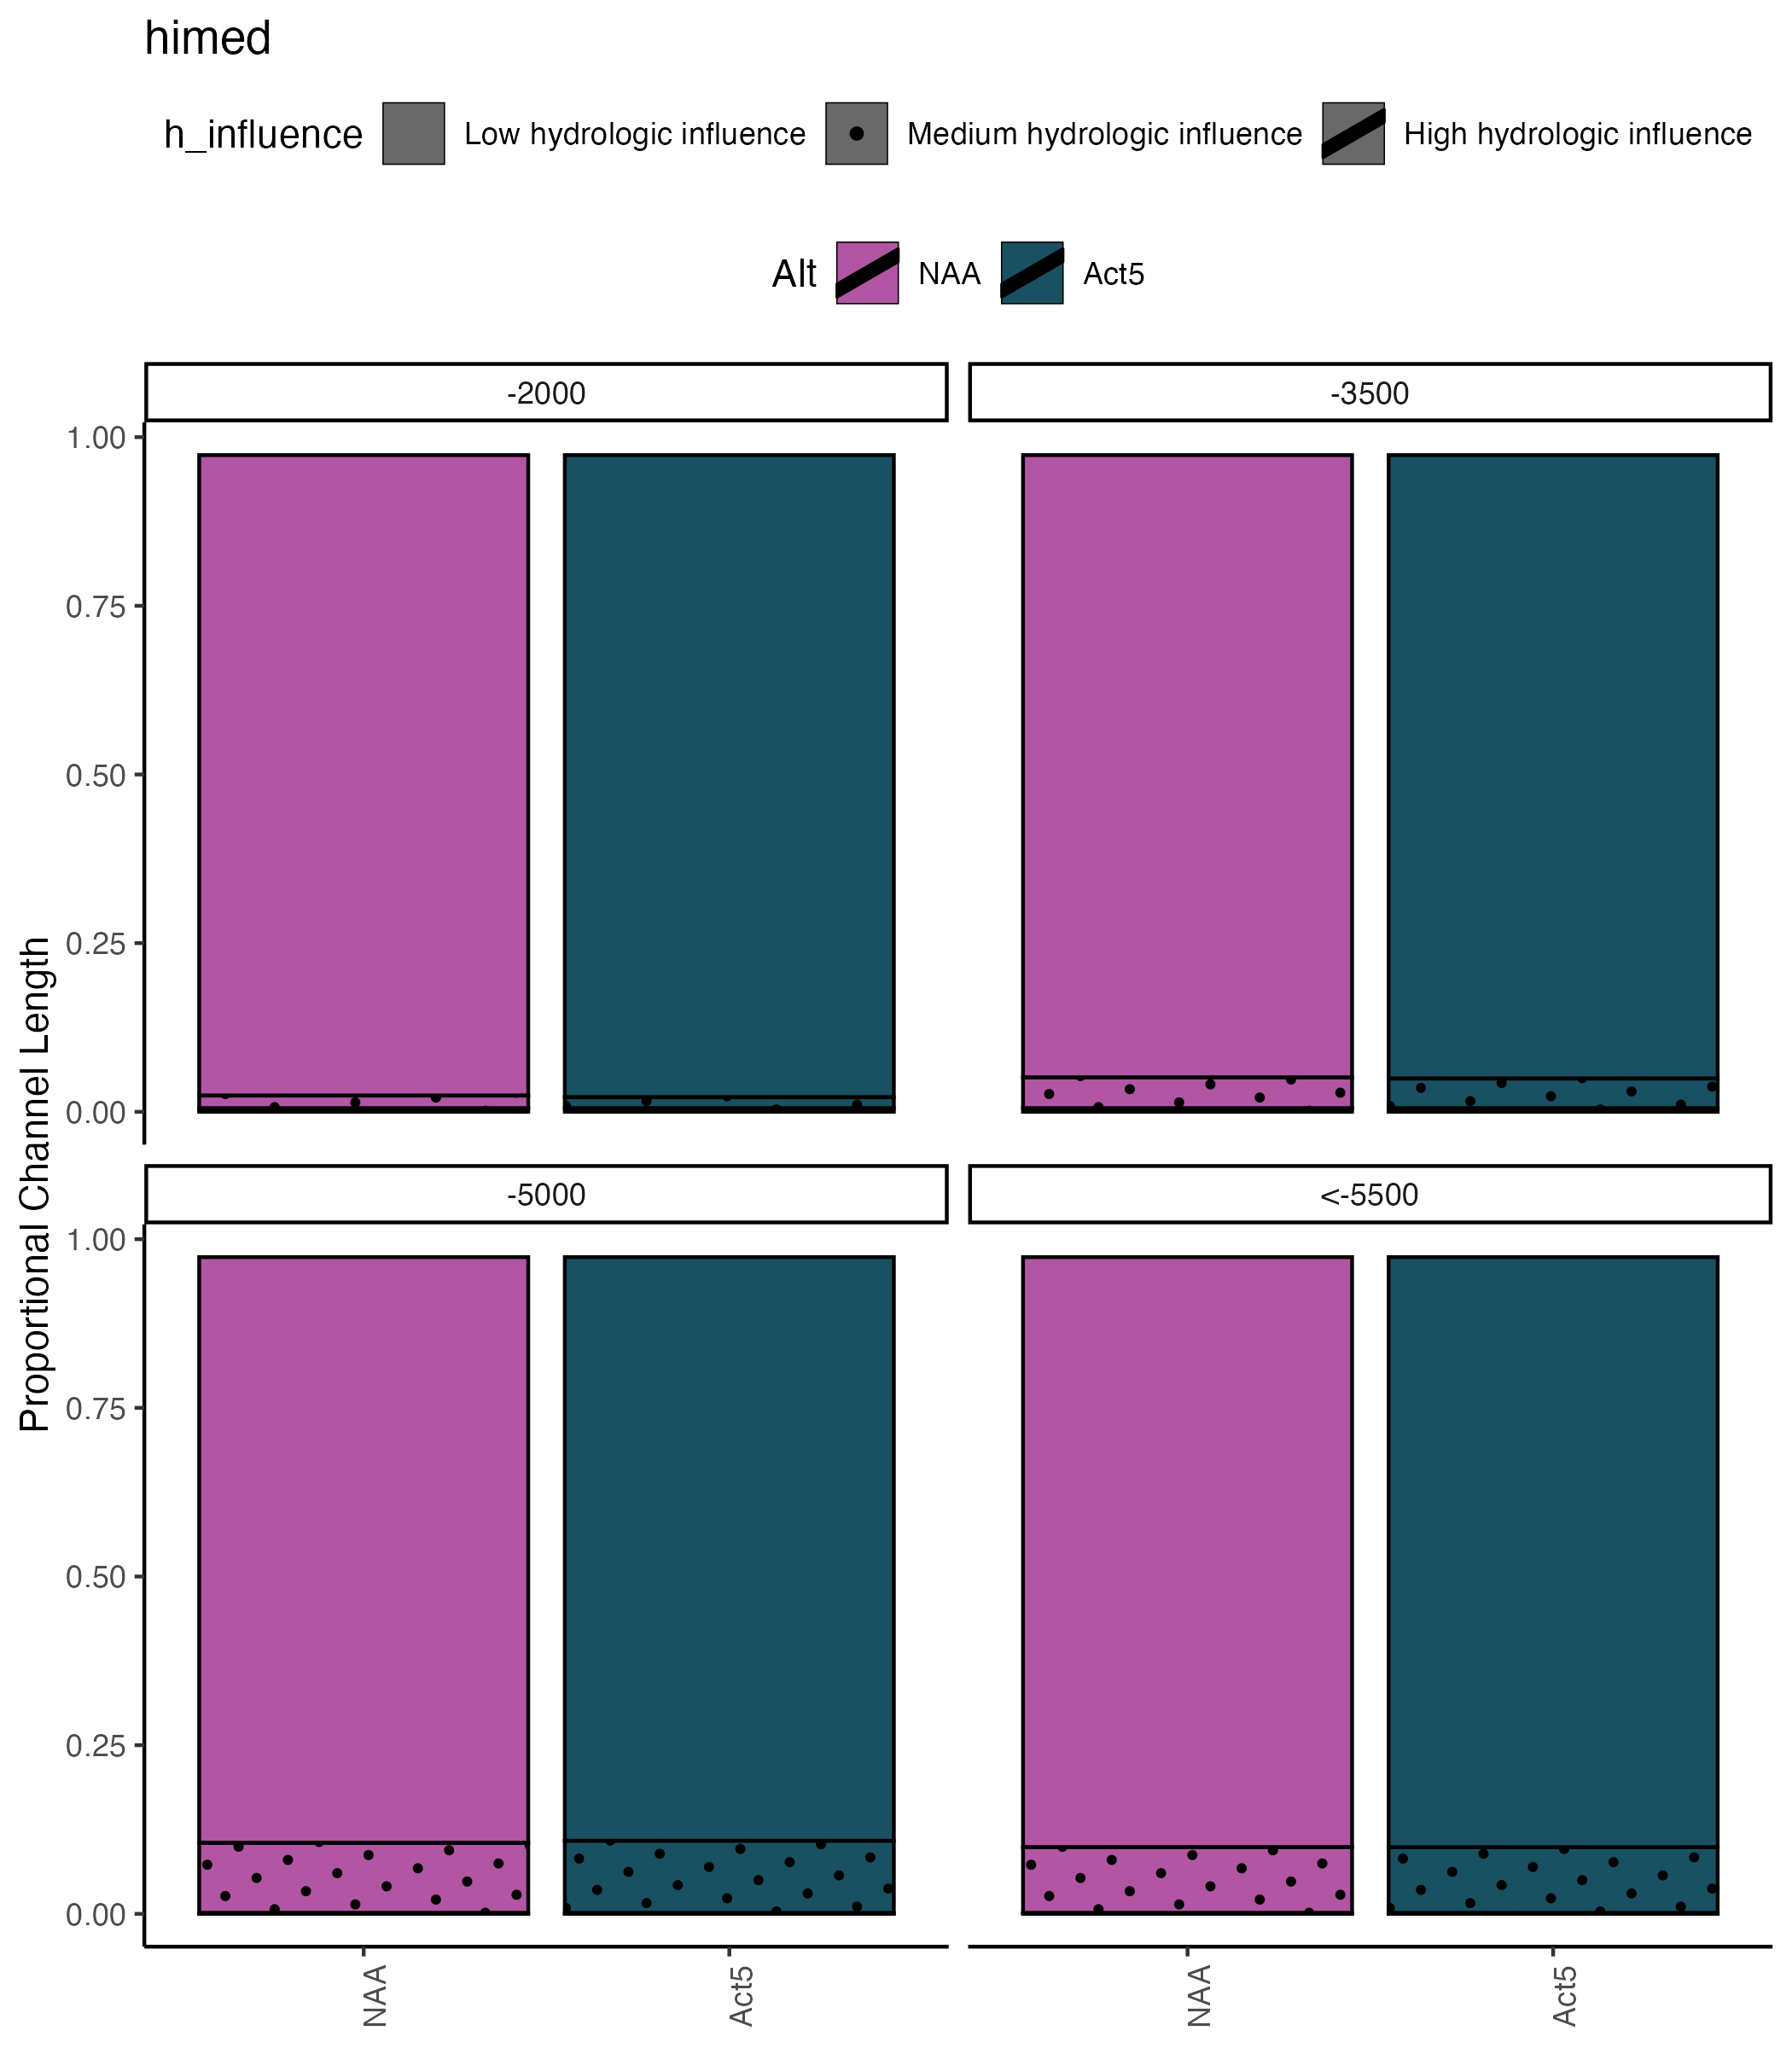 himed
h_influence Low hydrologic influence Medium hydrologic influence High hydrologic influence
Alt NAA Act5
-2000 -3500
1.00
0.75
0.50
0.25
0.00
Proportional Channel Length
-5000 <-5500
1.00
0.75
0.50
0.25
0.00
NAA Act5 NAA Act5